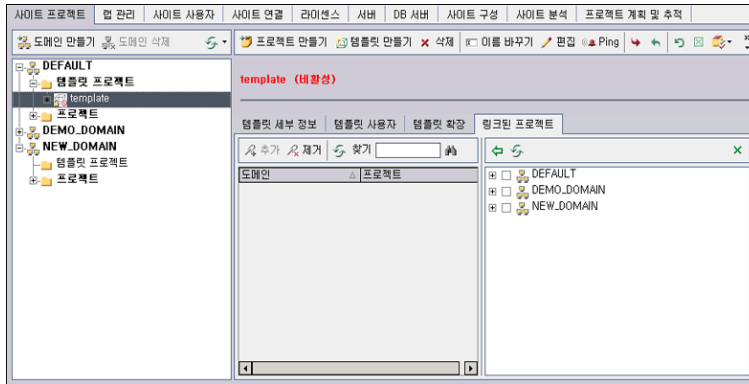 사이트 프로젝트 랩 관리 사이트 사용자 사이트 연결 라이센스 서버 DB 서버 사이트 구성 사이트 분석 프로젝트 계획 및 추적
도메인 만들기 도메인 삭제 프로젝트 만들기 템플릿 만들기 삭제 이름 바꾸기 편집 Ping
DEFAULT
템플릿 프로젝트
template
프로젝트
DEMO_DOMAIN
NEW_DOMAIN
템플릿 프로젝트
프로젝트
template (비활성)
템플릿 세부 정보 템플릿 사용자 템플릿 확장 링크된 프로젝트
추가 제거 찾기
도메인 프로젝트
DEFAULT
DEMO_DOMAIN
NEW_DOMAIN